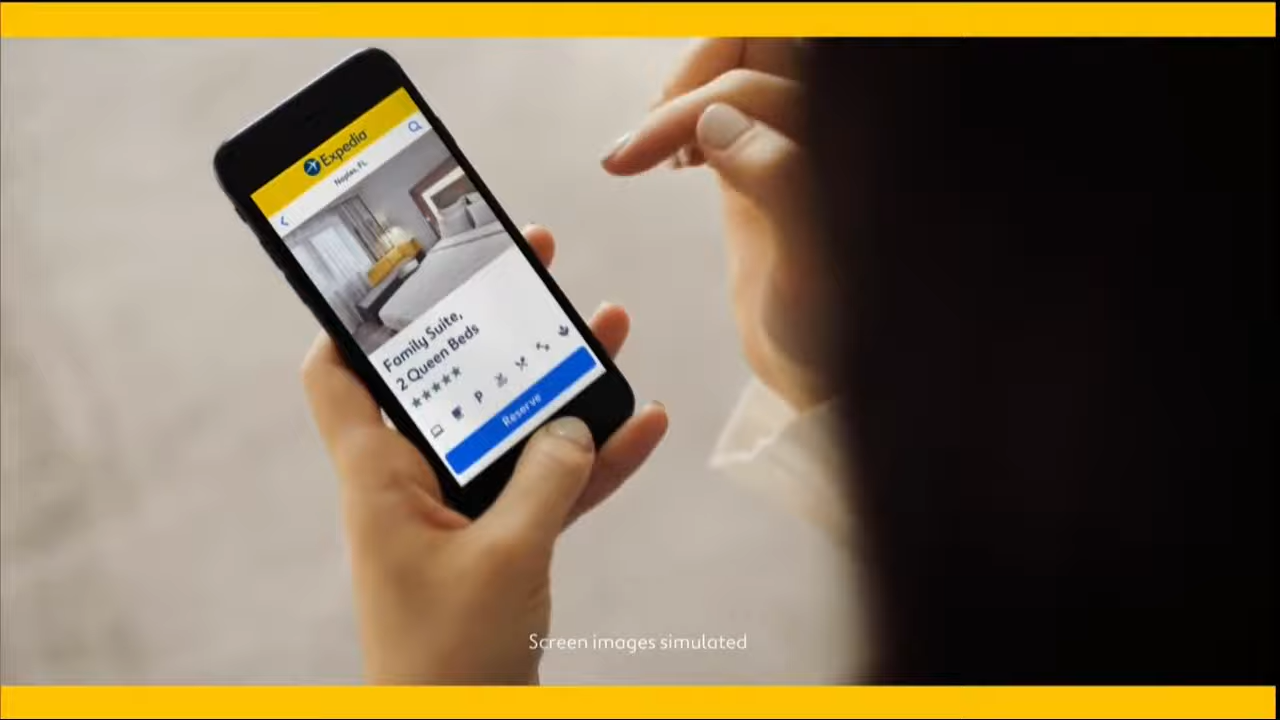 Expedia
Naples, FL
Family Suite,
2 Queen Beds
P
Reserve
Screen images simulated